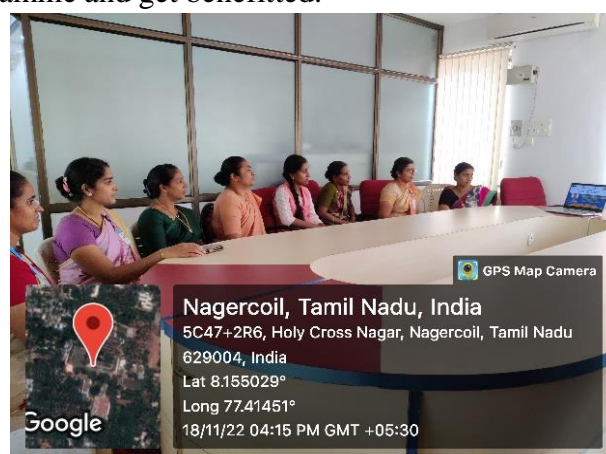 and get benefitted.
GPS Map Camera
Nagercoil, Tamil Nadu, India
5C47+2R6, Holy Cross Nagar, Nagercoil, Tamil Nadu
629004, India
Lat 8.155029°
Long 77.41451°
18/11/22 04:15 PM GMT +05:30
Google